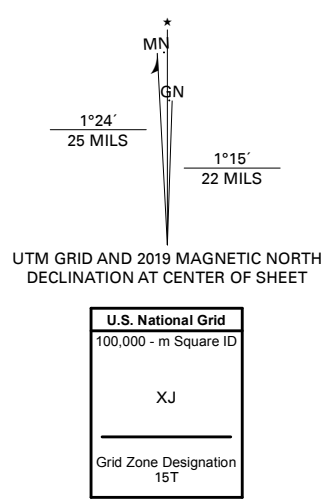 MN
GN
1°24´
25 MILS
1°15´
22 MILS
UTM GRID AND 2019 MAGNETIC NORTH
DECLINATION AT CENTER OF SHEET
U.S. National Grid
100,000 - m Square ID
XJ
Grid Zone Designation
15T